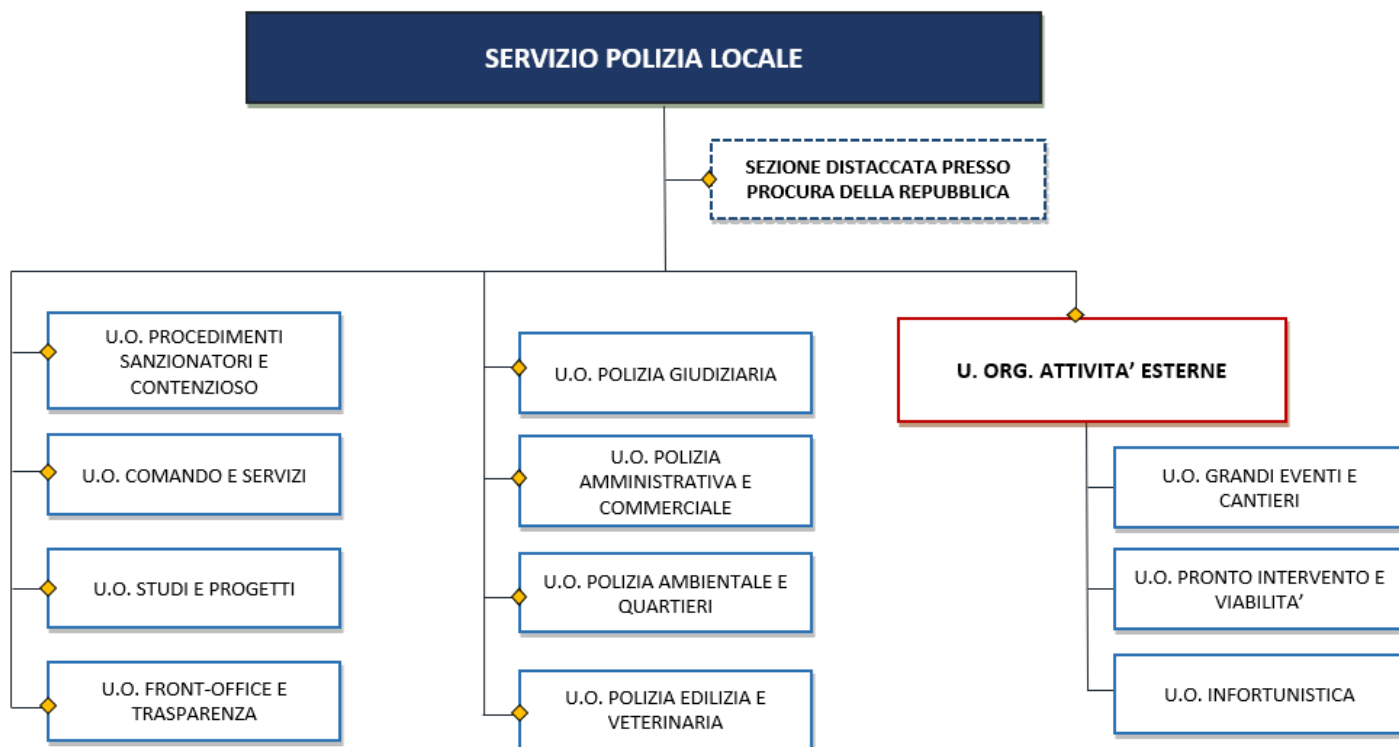 SERVIZIO POLIZIA LOCALE
SEZIONE DISTACCATA PRESSO
PROCURA DELLA REPUBBLICA
U.O. PROCEDIMENTI
SANZIONATORI E
CONTENZIOSO
U.O. COMANDO E SERVIZI
U.O. STUDI E PROGETTI
U.O. FRONT-OFFICE E
TRASPARENZA
U.O. POLIZIA GIUDIZIARIA
U.O. POLIZIA
AMMINISTRATIVA E
COMMERCIALE
U.O. POLIZIA AMBIENTALE E
QUARTIERI
U.O. POLIZIA EDILIZIA E
VETERINARIA
U. ORG. ATTIVITA’ ESTERNE
U.O. GRANDI EVENTI E
CANTIERI
U.O. PRONTO INTERVENTO E
VIABILITA’
U.O. INFORTUNISTICA